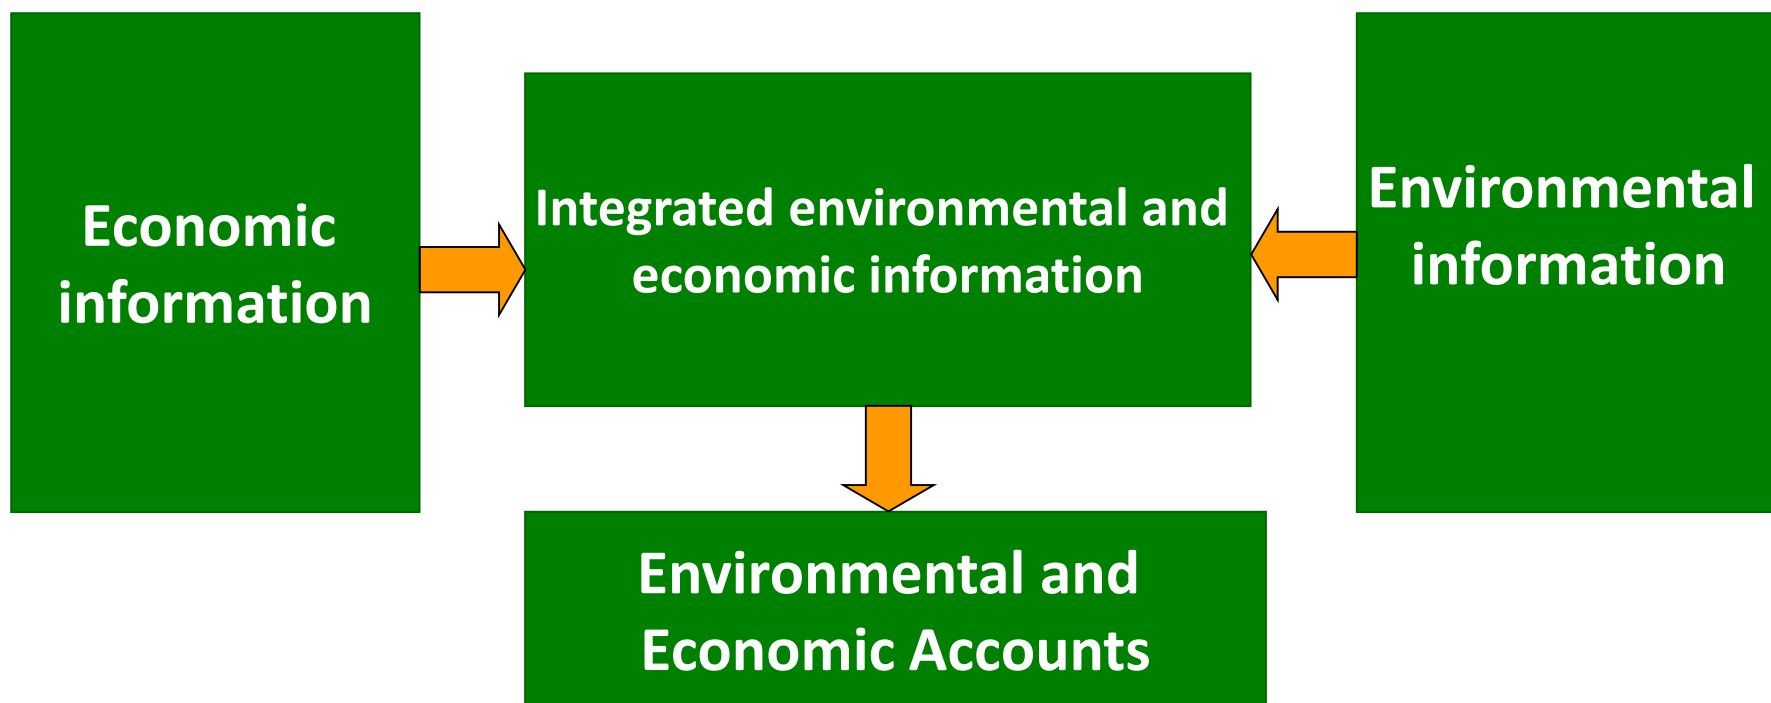 Economic
information
Integrated environmental and
economic information
Environmental
information
Environmental and
Economic Accounts